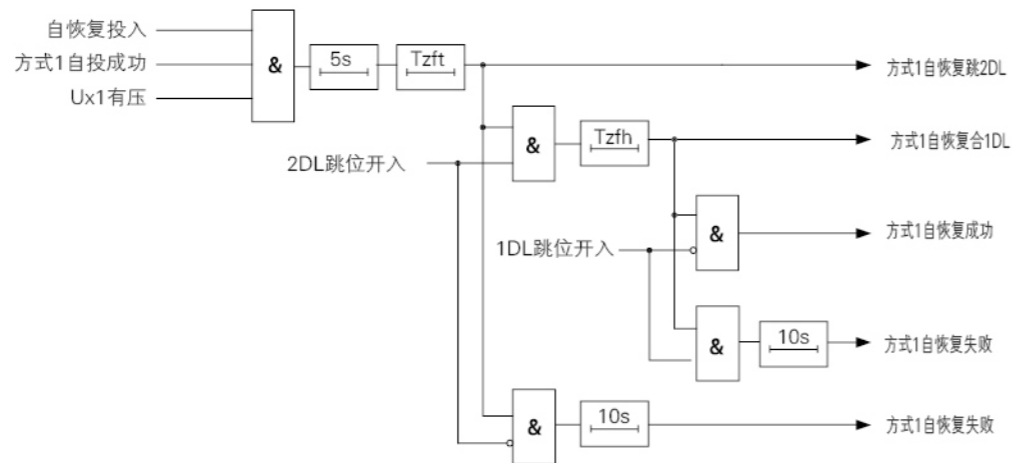 自恢复投入
方式1自投成功
Ux1有压
&
5s
Tzft
方式1自恢复跳2DL
2DL跳位开入
&
Tzfh
方式1自恢复合1DL
1DL跳位开入
&
方式1自恢复成功
&
10s
方式1自恢复失败
&
10s
方式1自恢复失败